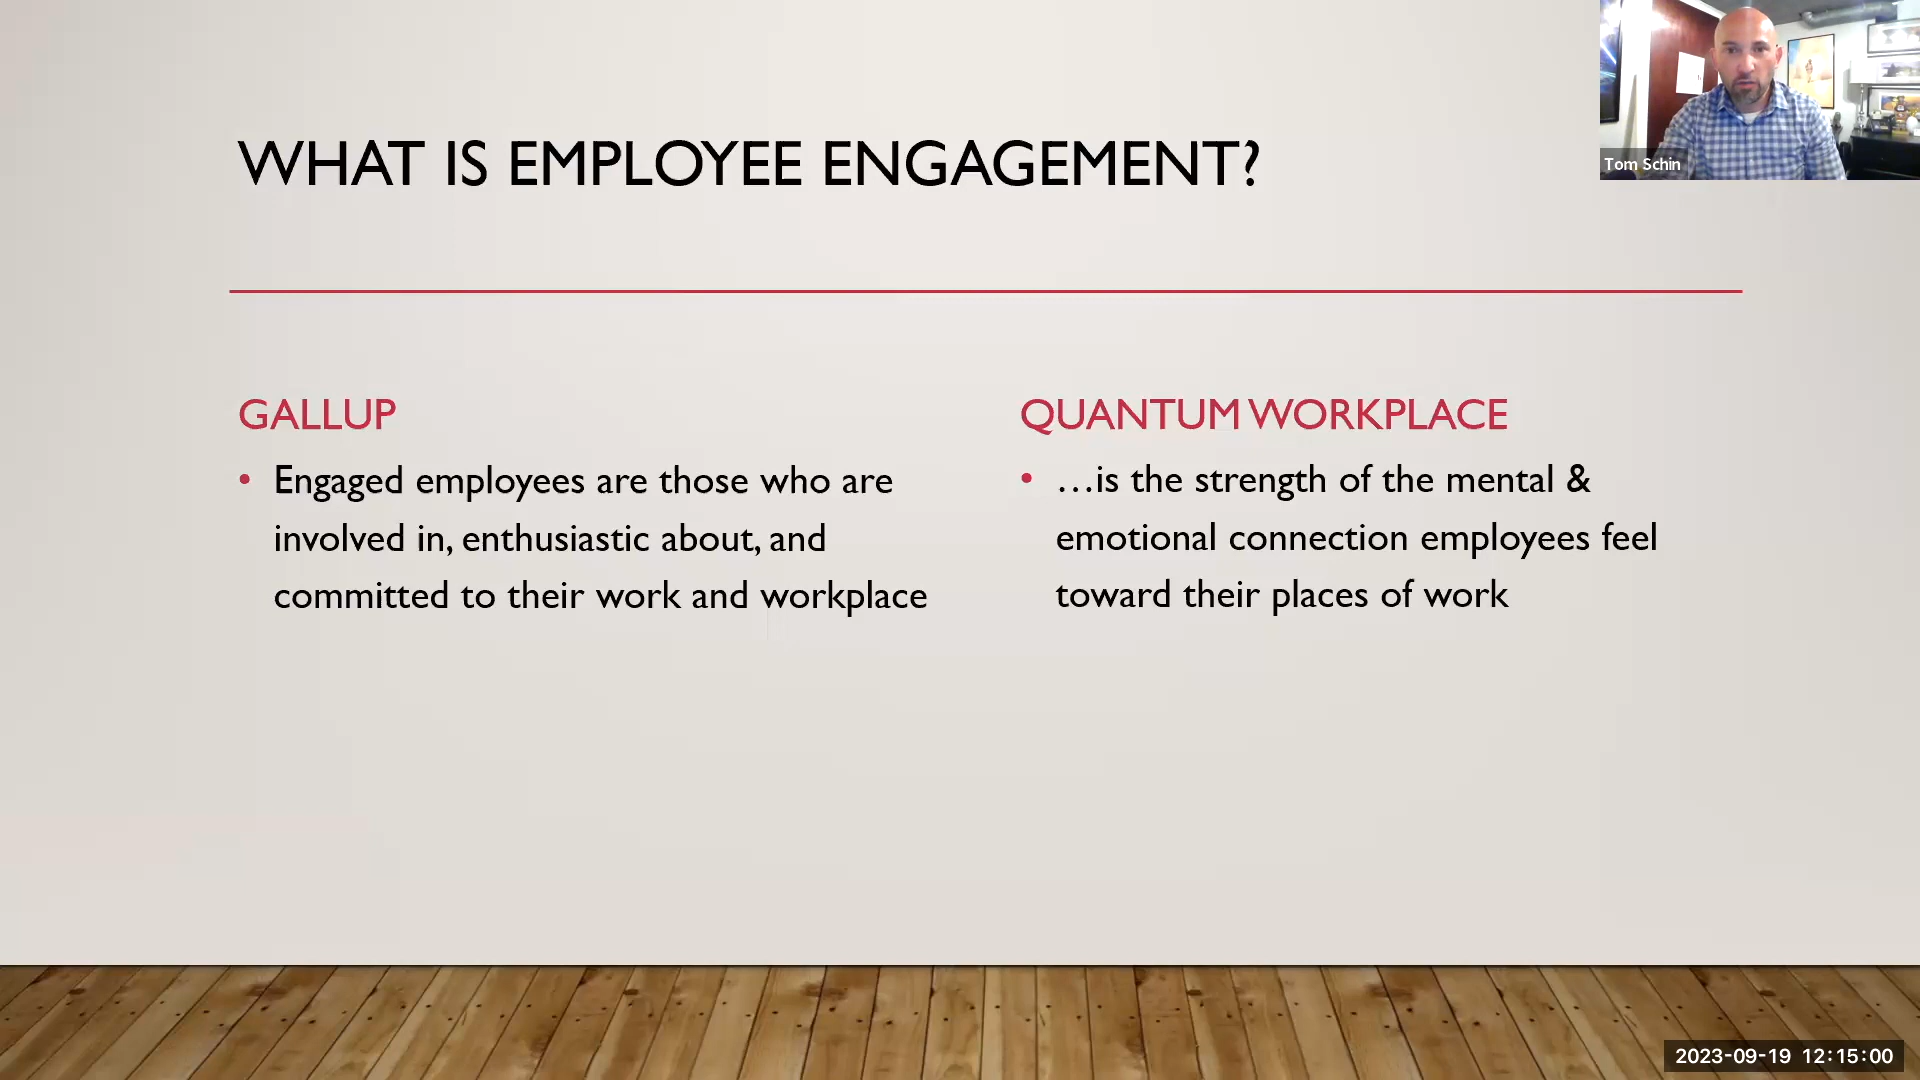 WHAT IS EMPLOYEE ENGAGEMENT?
GALLUP
• Engaged employees are those who are
involved in, enthusiastic about, and
committed to their work and workplace
QUANTUM WORKPLACE
• …is the strength of the mental &
emotional connection employees feel
toward their places of work
Tom Schin
2023-09-19 12:15:00